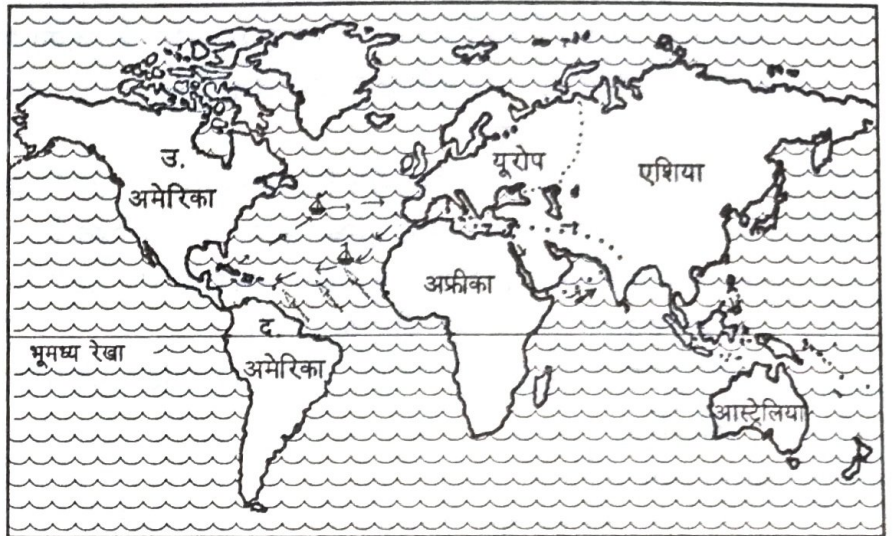 उ.
अमेरिका
यूरोप
एशिया
अफ्रीका
भूमध्य रेखा
द.
अमेरिका
आस्ट्रेलिया